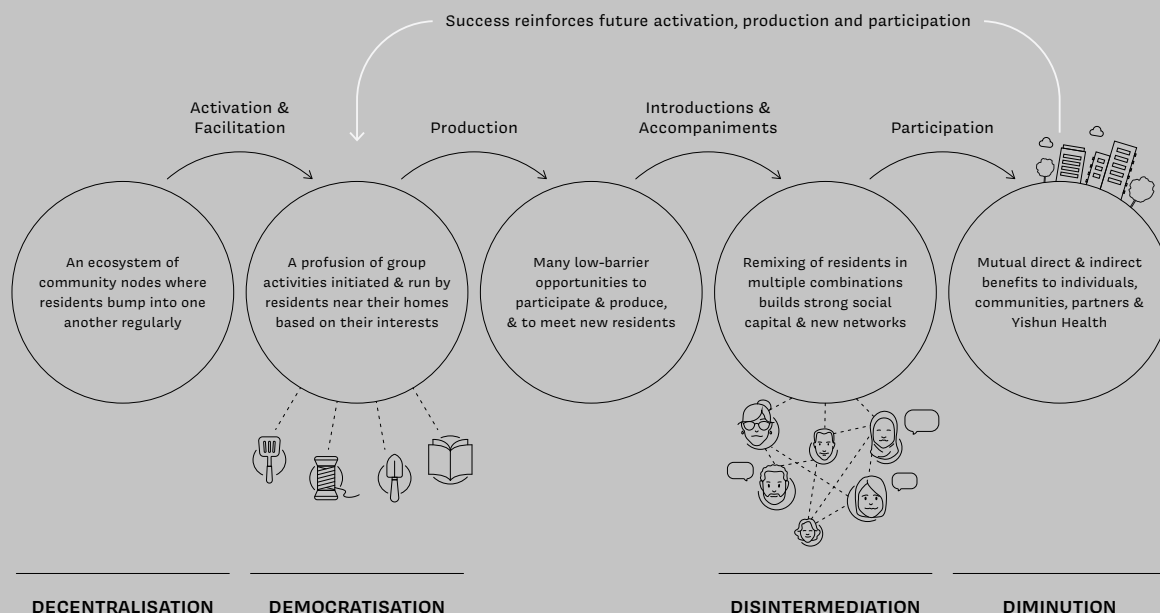 Success reinforces future activation, production and participation
Activation &
Facilitation
Production
Introductions &
Accompaniments
Participation
An ecosystem of
community nodes where
residents bump into one
another regularly
A profusion of group
activities initiated & run by
residents near their homes
based on their interests
Many low-barrier
opportunities to
participate & produce,
& to meet new residents
Remixing of residents in
multiple combinations
builds strong social
capital & new networks
Mutual direct & indirect
benefits to individuals,
communities, partners &
Yishun Health
DECENTRALISATION
DEMOCRATISATION
DISINTERMEDIATION
DIMINUTION